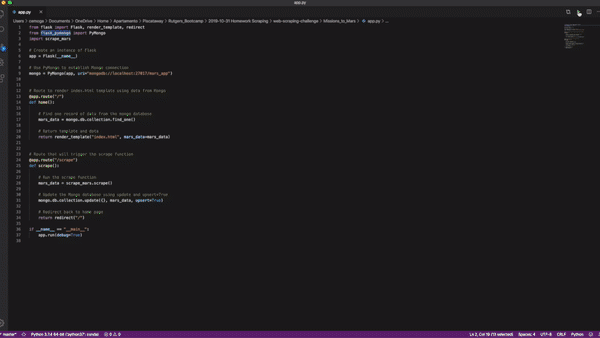 app.py
app.py ×
Users > censoga > Documents > OneDrive > Home > Apartamento > Piscataway > Rutgers_Bootcamp > 2019-10-31 Homework Scraping > web-scraping-challenge > Missions_to_Mars > app.py > ...
1 from flask import Flask, render_template, redirect
2 from flask_pymongo import PyMongo
3 import scrape_mars
4
5 # Create an instance of Flask
6 app = Flask(__name__)
7
8 # Use PyMongo to establish Mongo connection
9 mongo = PyMongo(app, uri="mongodb://localhost:27017/mars_app")
10
11
12 # Route to render index.html template using data from Mongo
13 @app.route("/")
14 def home():
15
16 # Find one record of data from the mongo database
17 mars_data = mongo.db.collection.find_one()
18
19 # Return template and data
20 return render_template("index.html", mars_data=mars_data)
21
22
23 # Route that will trigger the scrape function
24 @app.route("/scrape")
25 def scrape():
26
27 # Run the scrape function
28 mars_data = scrape_mars.scrape()
29
30 # Update the Mongo database using update and upsert=True
31 mongo.db.collection.update({}, mars_data, upsert=True)
32
33 # Redirect back to home page
34 return redirect("/")
35
36 if __name__ == "__main__":
37 app.run(debug=True)
38
master* Python 3.7.4 64-bit ('python37': conda) 0 0 Ln 2, Col 19 (13 selected) Spaces: 4 UTF-8 CRLF Python